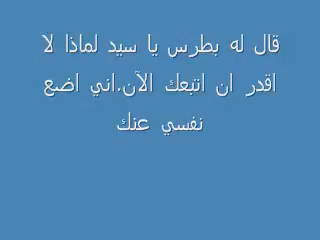 قال له بطرس يا سيد لماذا لا
اقدر ان اتبعك الآن.اني اضع
نفسي عنك